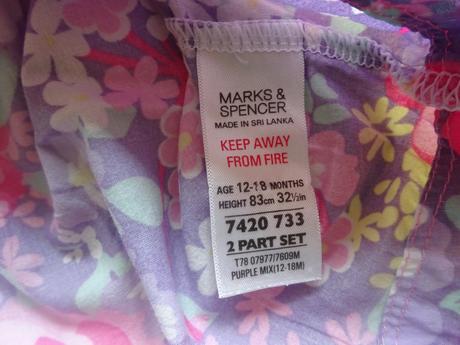 MARKS &
SPENCER
MADE IN SRI LANKA
KEEP AWAY
FROM FIRE
AGE 12-18 MONTHS
HEIGHT 83cm 32½in
7420 733
2 PART SET
T78 07977/7609M
PURPLE MIX(12-18M)